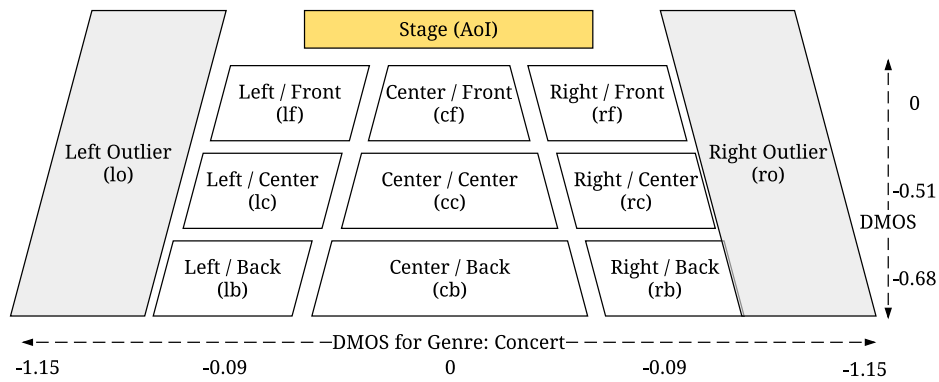 Stage (AoI)
Left / Front
(lf)
Center / Front
(cf)
Right / Front
(rf)
0
Left Outlier
(lo)
Left / Center
(lc)
Center / Center
(cc)
Right / Center
(rc)
Right Outlier
(ro)
-0.51
DMOS
Left / Back
(lb)
Center / Back
(cb)
Right / Back
(rb)
-0.68
DMOS for Genre: Concert
-1.15 -0.09 0 -0.09 -1.15